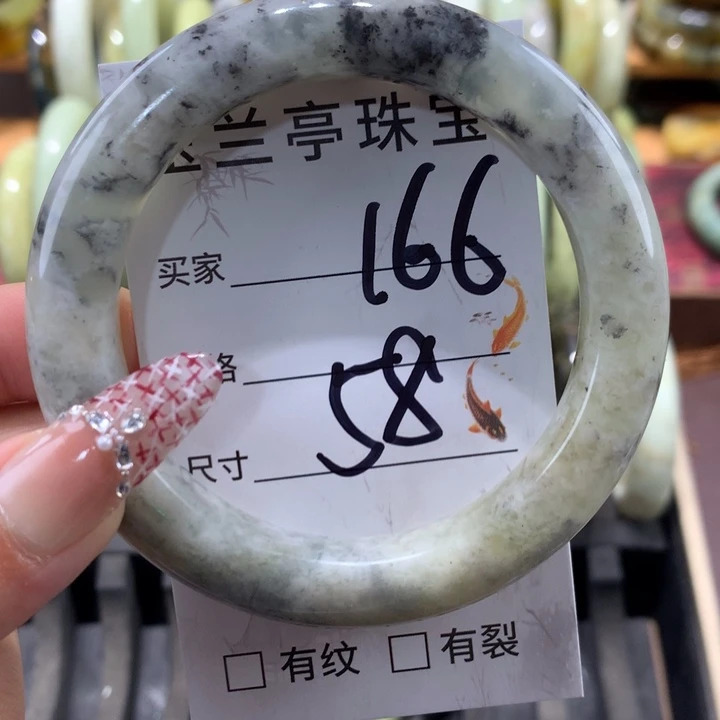 兰亭珠宝
买家 166
格 58
尺寸
□ 有纹 □ 有裂